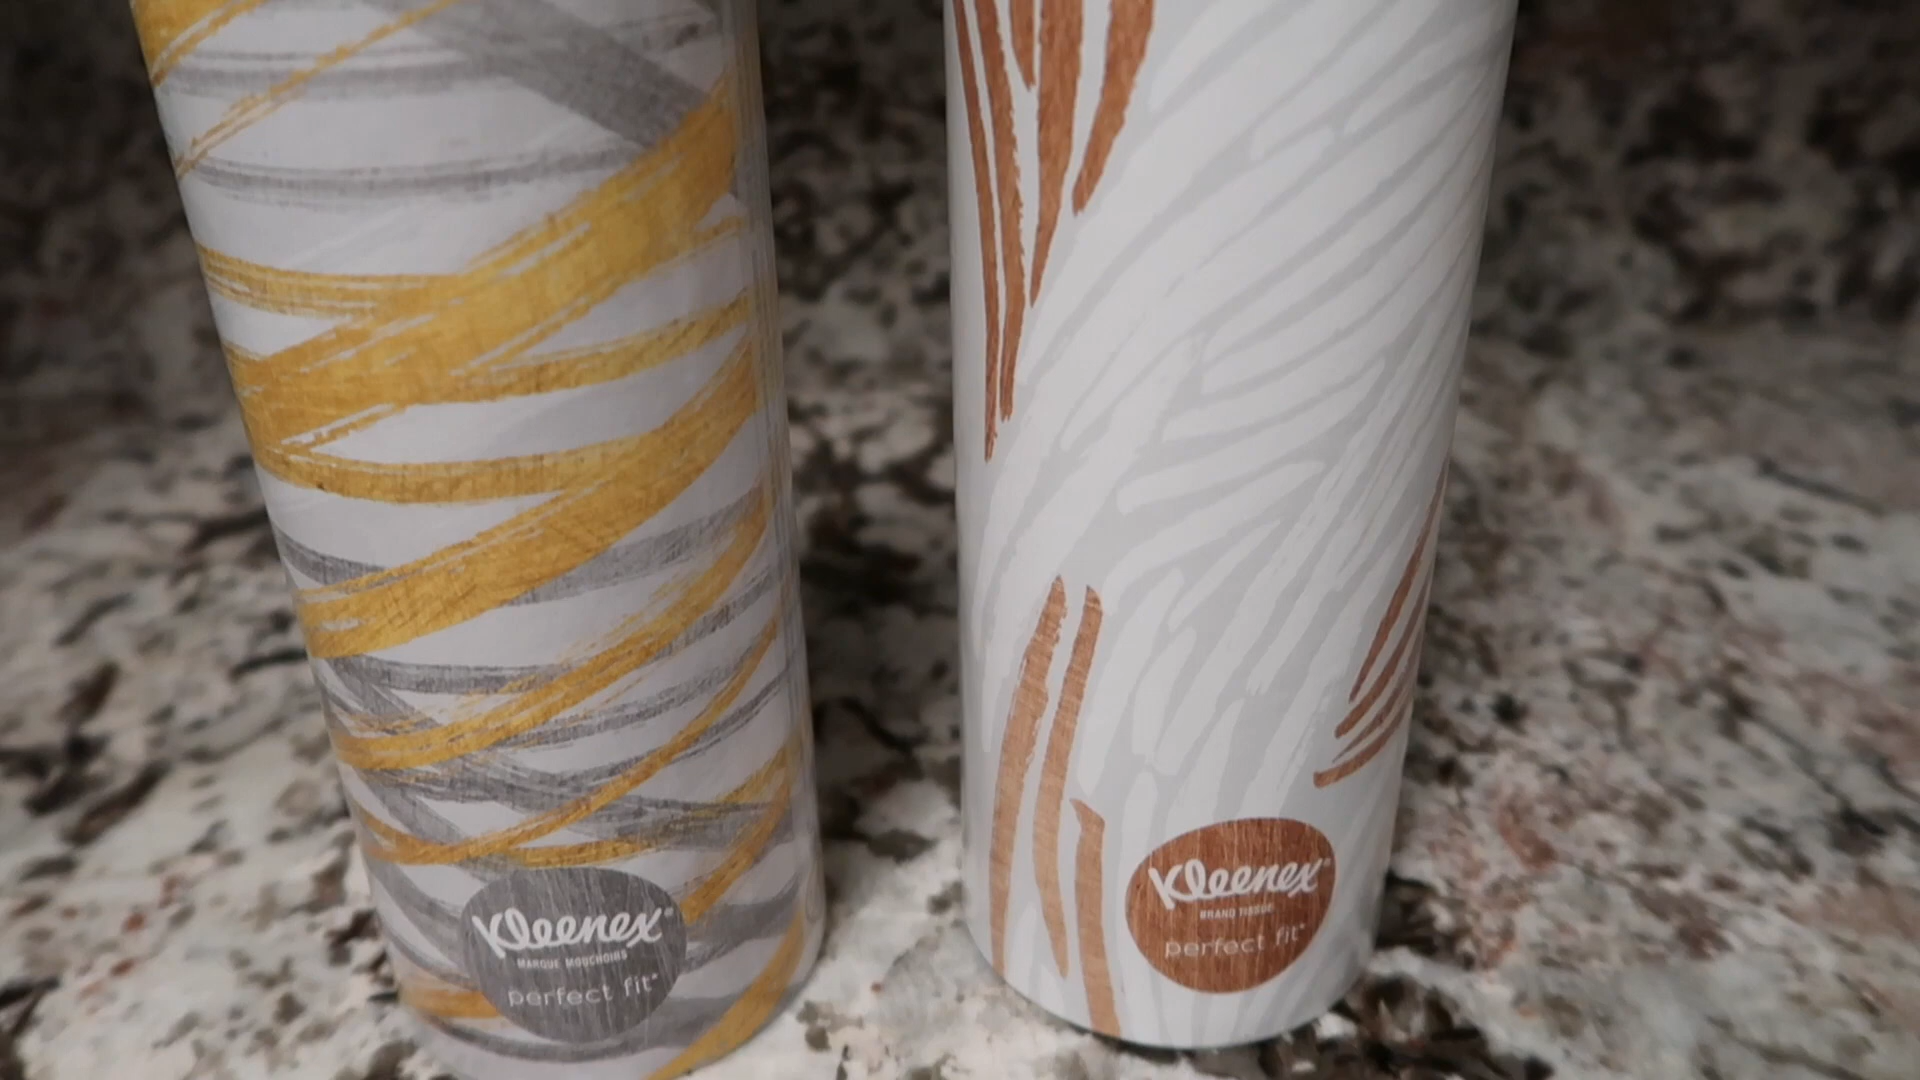 Kleenex®
MARQUE MOUCHOIRS
perfect fit*
Kleenex®
BRAND TISSUE
perfect fit*